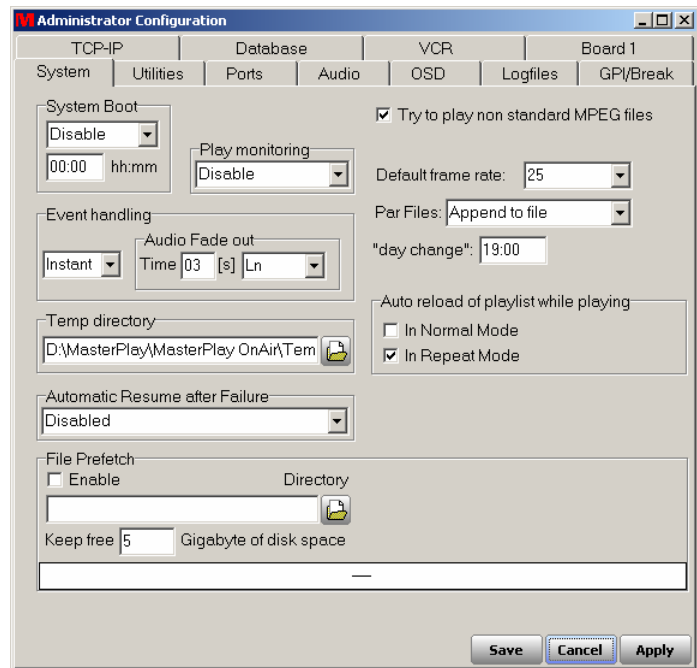 M Administrator Configuration
TCP-IP Database VCR Board 1
System Utilities Ports Audio OSD Logfiles GPI/Break
System Boot
Disable
00:00 hh:mm
Play monitoring
Disable
Try to play non standard MPEG files
Default frame rate: 25
Par Files: Append to file
"day change": 19:00
Event handling
Instant
Audio Fade out
Time 03 [s] Ln
Auto reload of playlist while playing
In Normal Mode
In Repeat Mode
Temp directory
D:\MasterPlay\MasterPlay OnAir\Tem
Automatic Resume after Failure
Disabled
File Prefetch
Enable Directory
Keep free 5 Gigabyte of disk space
—
Save Cancel Apply